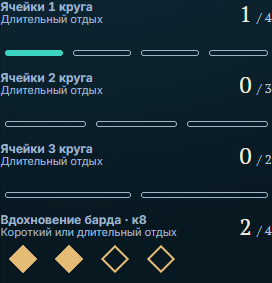 Ячейки 1 круга
Длительный отдых
1 / 4
Ячейки 2 круга
Длительный отдых
0 / 3
Ячейки 3 круга
Длительный отдых
0 / 2
Вдохновение барда · к8
Короткий или длительный отдых
2 / 4